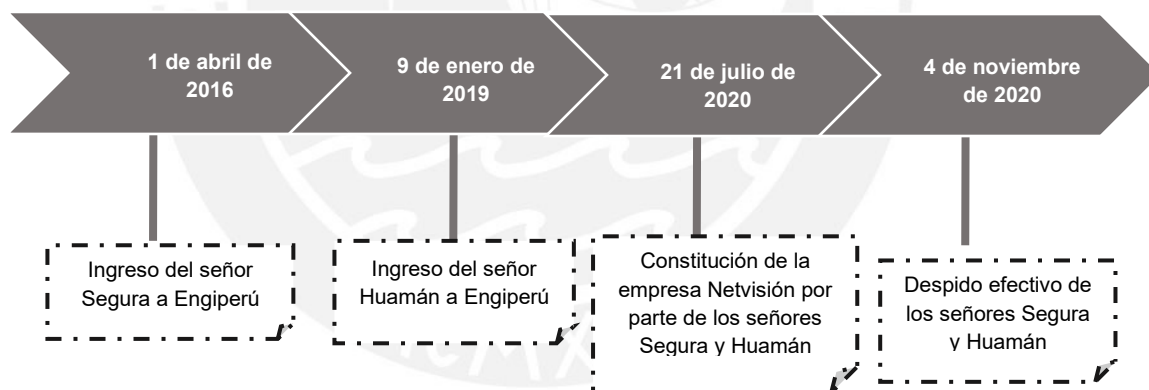 1 de abril de
2016
9 de enero de
2019
21 de julio de
2020
4 de noviembre
de 2020
Ingreso del señor
Segura a Engiperú
Ingreso del señor
Huamán a Engiperú
Constitución de la
empresa Netvisión por
parte de los señores
Segura y Huamán
Despido efectivo de
los señores Segura
y Huamán